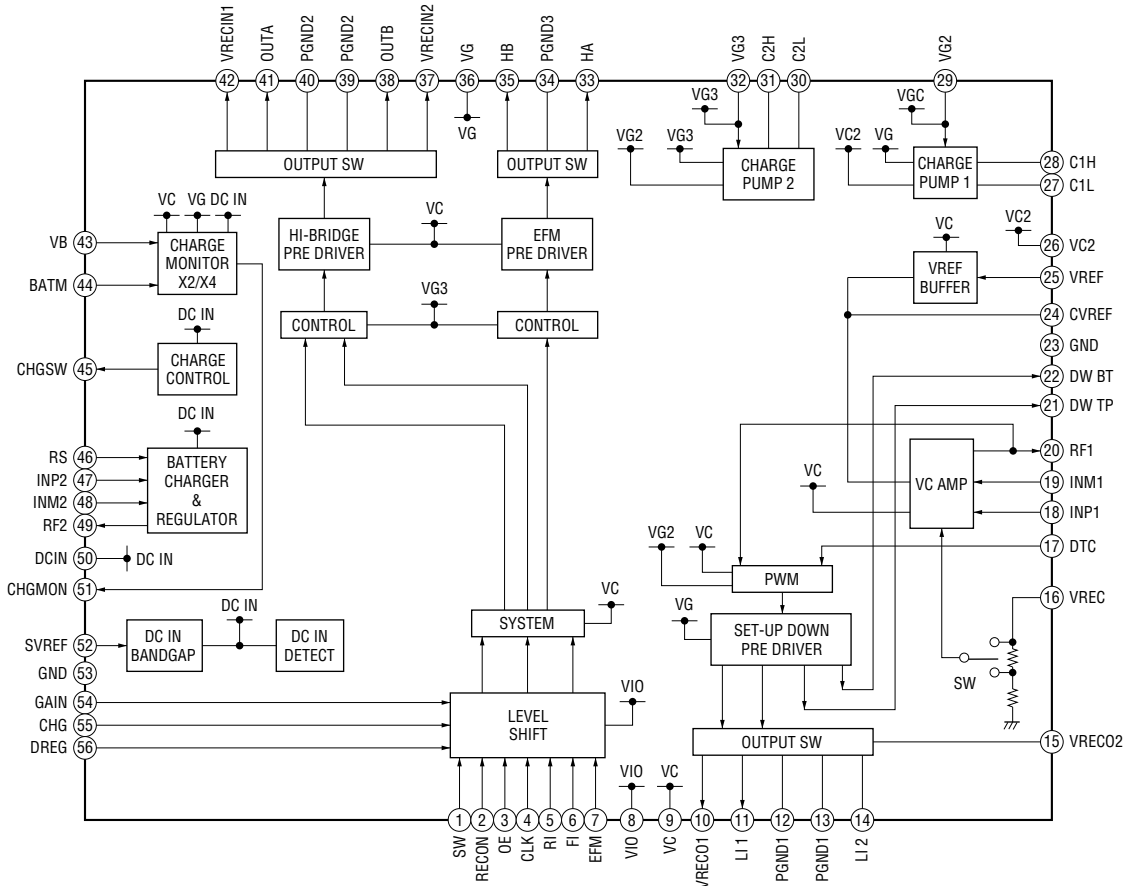 VRECIN1
OUTA
PGND2
PGND2
OUTB
VRECIN2
VG
HB
PGND3
HA
VG3
C2H
C2L
VG2
42
41
40
39
38
37
36
35
34
33
32
31
30
29
VG
VG3
VGC
VG2
VG3
VC2
VG
OUTPUT SW
OUTPUT SW
CHARGE
PUMP 2
CHARGE
PUMP 1
28 C1H
27 C1L
VC VG DC IN
VB 43
CHARGE
MONITOR
X2/X4
BATM 44
HI-BRIDGE
PRE DRIVER
VC
EFM
PRE DRIVER
VC
VC2
26 VC2
VREF
BUFFER
25 VREF
VG3
CONTROL
CONTROL
24 CVREF
23 GND
DC IN
CHGSW 45
CHARGE
CONTROL
22 DW BT
21 DW TP
DC IN
RS 46
INP2 47
INM2 48
RF2 49
BATTERY
CHARGER
&
REGULATOR
20 RF1
VC AMP
19 INM1
VC
18 INP1
DCIN 50
DC IN
17 DTC
VG2
VC
PWM
CHGMON 51
16 VREC
SYSTEM
VC
VG
SET-UP DOWN
PRE DRIVER
DC IN
SVREF 52
DC IN
BANDGAP
DC IN
DETECT
GND 53
SW
GAIN 54
CHG 55
DREG 56
LEVEL
SHIFT
VIO
OUTPUT SW
15 VRECO2
VIO
VC
1
2
3
4
5
6
7
8
9
10
11
12
13
14
SW
RECON
OE
CLK
RI
FI
EFM
VIO
VC
VRECO1
LI 1
PGND1
PGND1
LI 2